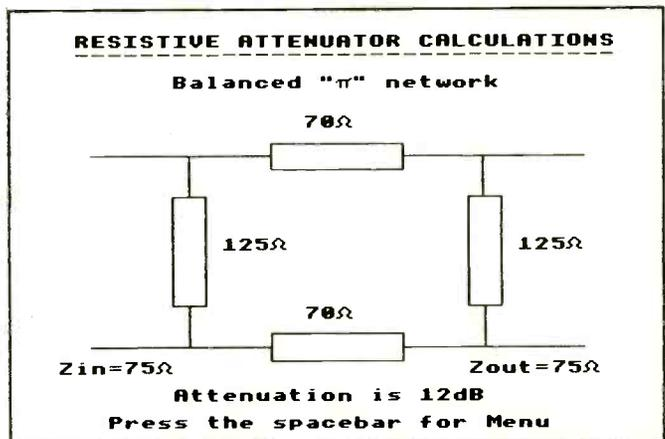 RESISTIVE ATTENUATOR CALCULATIONS
Balanced "π" network
70Ω
125Ω
125Ω
70Ω
Zin=75Ω
Zout=75Ω
Attenuation is 12dB
Press the spacebar for Menu